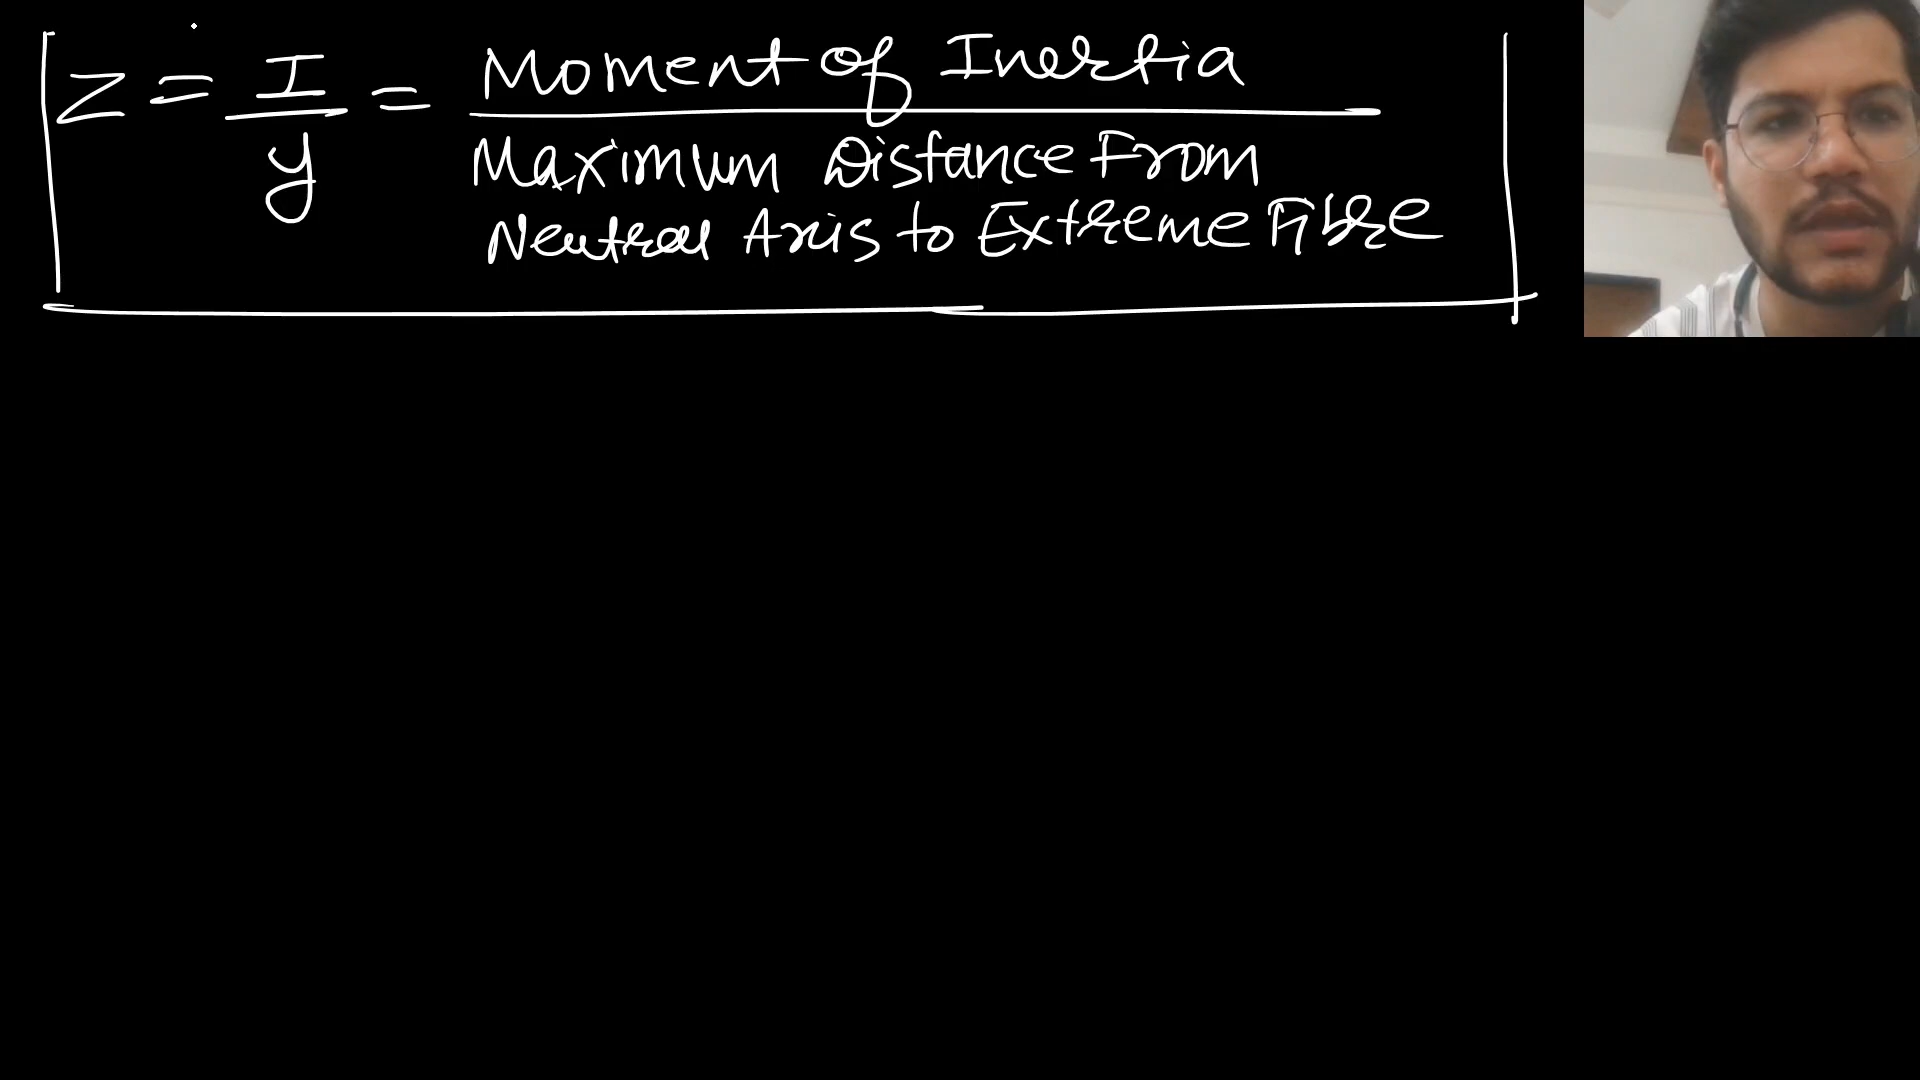 Z = I/y = Moment of Inertia
Maximum Distance From
Neutral Axis to Extreme Fibre